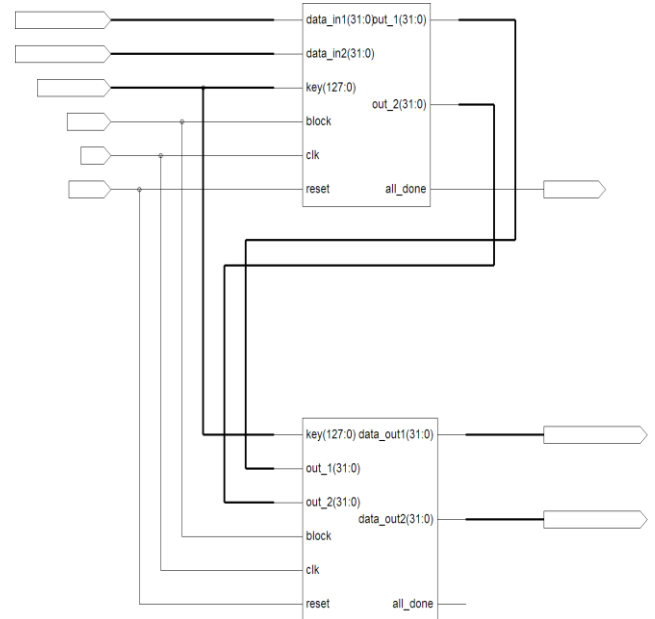 data_in1(31:0)out_1(31:0)
data_in2(31:0)
key(127:0)
out_2(31:0)
block
clk
reset all_done
key(127:0) data_out1(31:0)
out_1(31:0)
out_2(31:0)
data_out2(31:0)
block
clk
reset all_done